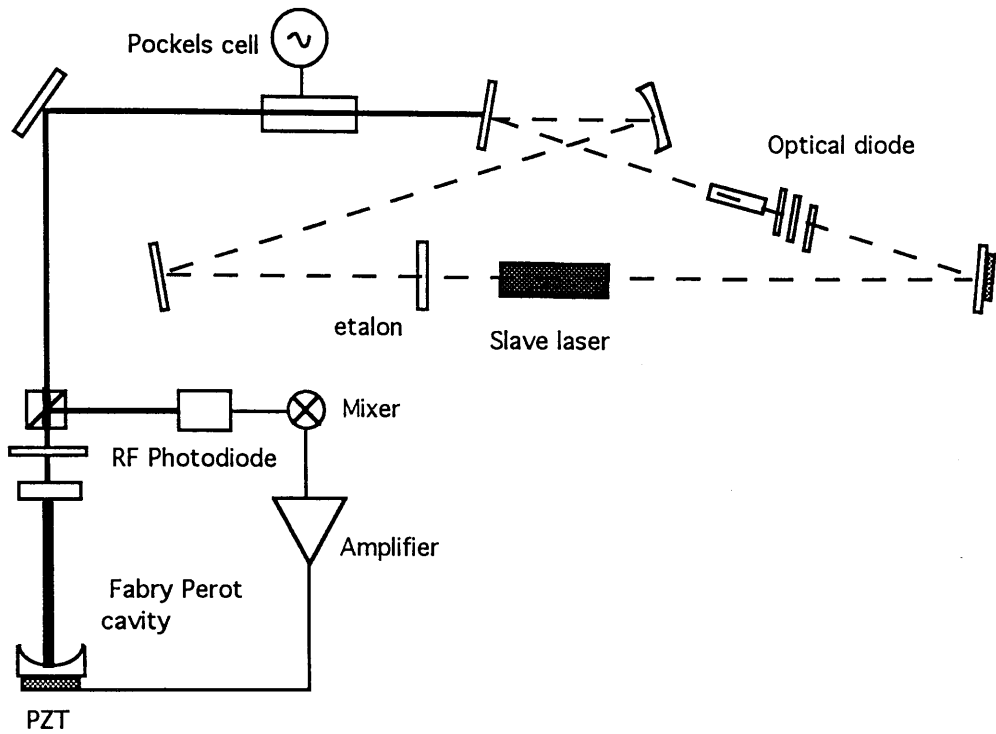 Pockels cell
Optical diode
etalon
Slave laser
Mixer
RF Photodiode
Amplifier
Fabry Perot
cavity
PZT